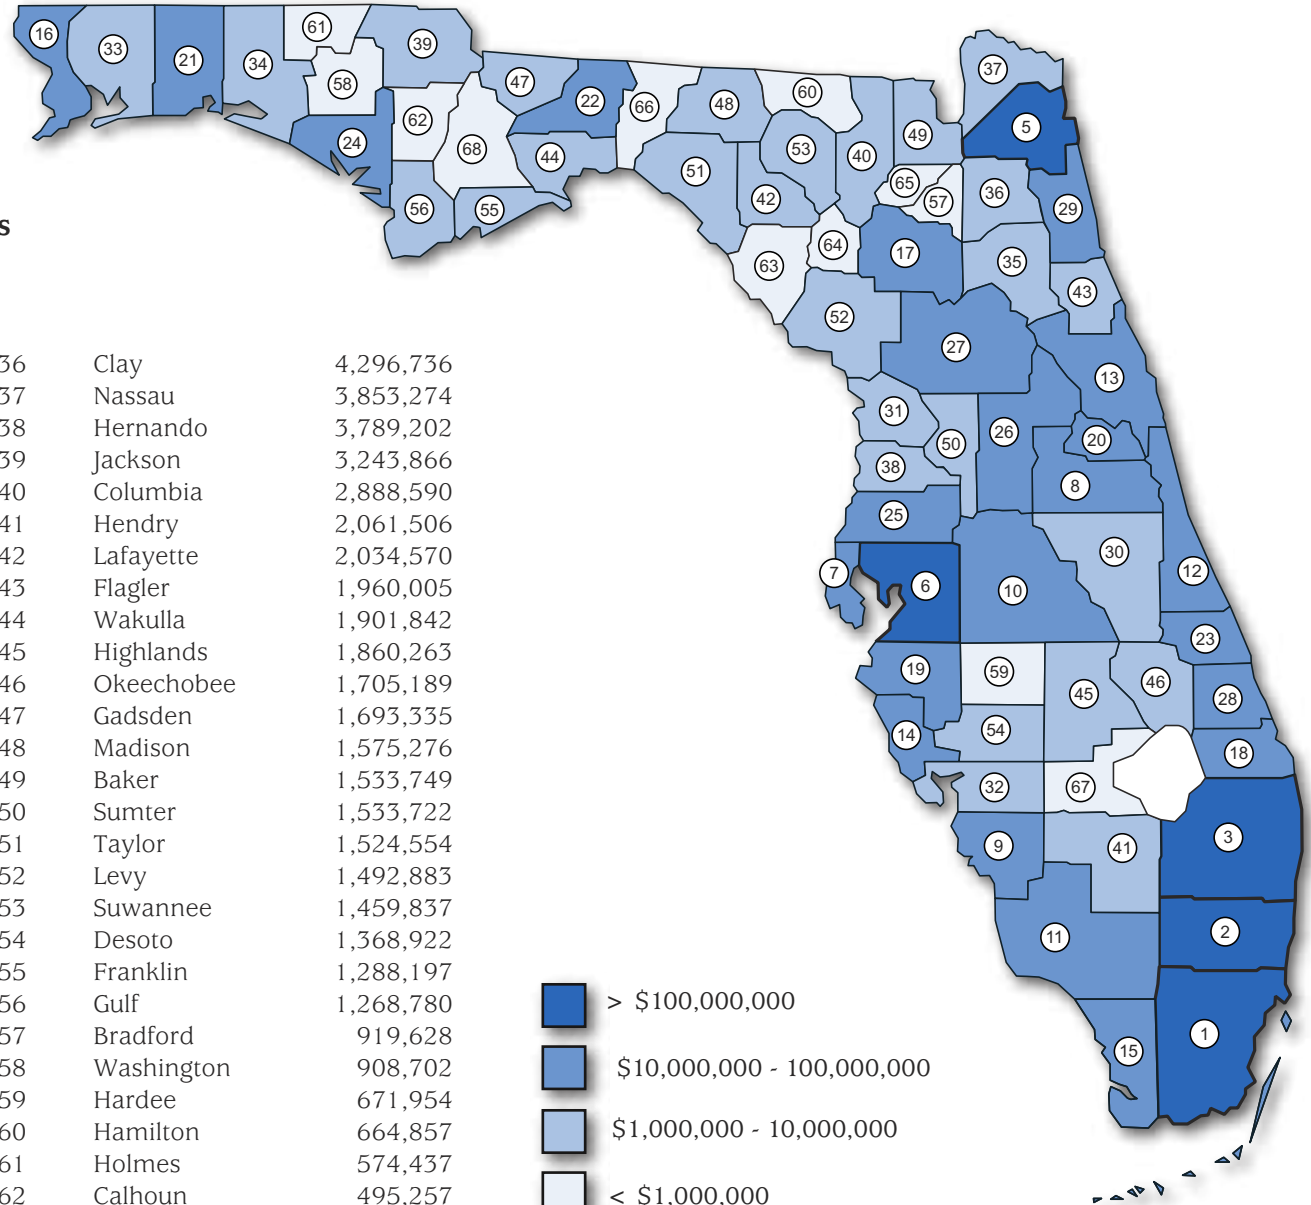 s
36 Clay 4,296,736
37 Nassau 3,853,274
38 Hernando 3,789,202
39 Jackson 3,243,866
40 Columbia 2,888,590
41 Hendry 2,061,506
42 Lafayette 2,034,570
43 Flagler 1,960,005
44 Wakulla 1,901,842
45 Highlands 1,860,263
46 Okeechobee 1,705,189
47 Gadsden 1,693,335
48 Madison 1,575,276
49 Baker 1,533,749
50 Sumter 1,533,722
51 Taylor 1,524,554
52 Levy 1,492,883
53 Suwannee 1,459,837
54 Desoto 1,368,922
55 Franklin 1,288,197
56 Gulf 1,268,780
57 Bradford 919,628
58 Washington 908,702
59 Hardee 671,954
60 Hamilton 664,857
61 Holmes 574,437
62 Calhoun 495,257
> $100,000,000
$10,000,000 - 100,000,000
$1,000,000 - 10,000,000
< $1,000,000
16
33
21
34
61
58
39
24
62
68
47
22
44
56
55
66
48
60
53
40
49
51
42
65
57
63
64
17
52
37
5
36
29
35
43
27
13
31
50
26
20
38
8
25
7
6
10
30
12
23
19
59
45
46
28
14
54
18
32
67
9
41
3
11
2
15
1